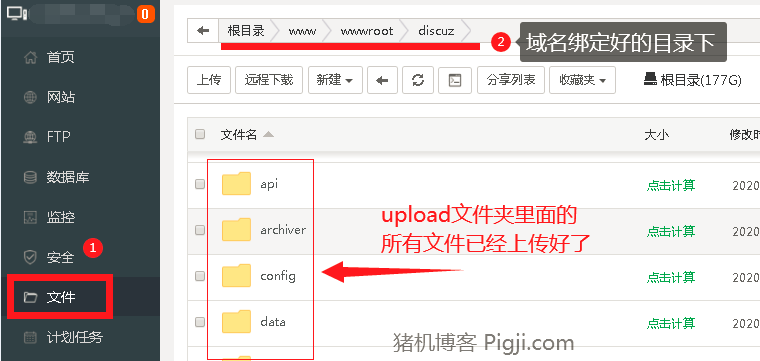 0
首页
网站
FTP
数据库
监控
安全
1
文件
计划任务
根目录 www wwwroot discuz
2 域名绑定好的目录下
上传 远程下载 新建 分享列表 收藏夹 根目录(177G)
文件名 大小 修改时
api 点击计算 2020
archiver 点击计算 2020
config 点击计算 2020
data 点击计算 2020
upload文件夹里面的
所有文件已经上传好了
猪机博客 Pigji.com